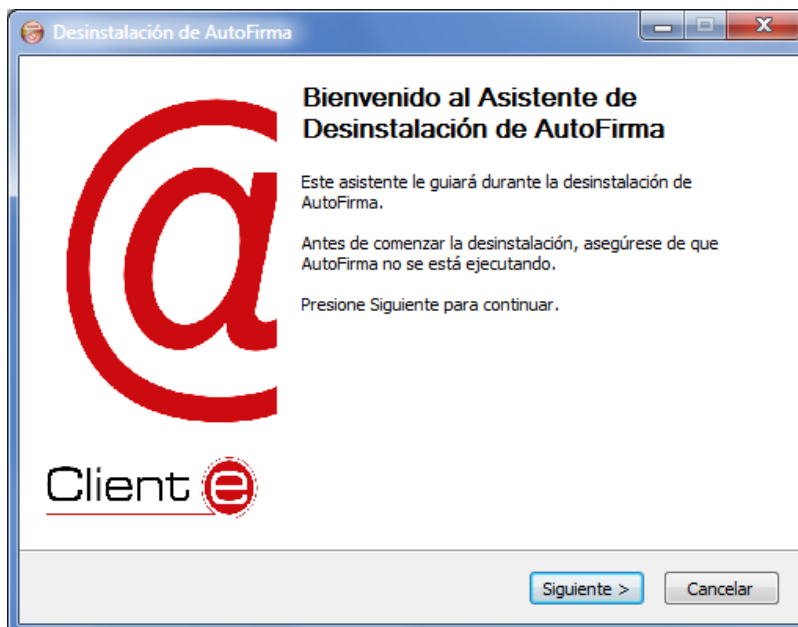 Desinstalación de AutoFirma
Bienvenido al Asistente de
Desinstalación de AutoFirma
Este asistente le guiará durante la desinstalación de
AutoFirma.
Antes de comenzar la desinstalación, asegúrese de que
AutoFirma no se está ejecutando.
Presione Siguiente para continuar.
@
Client e
Siguiente >
Cancelar